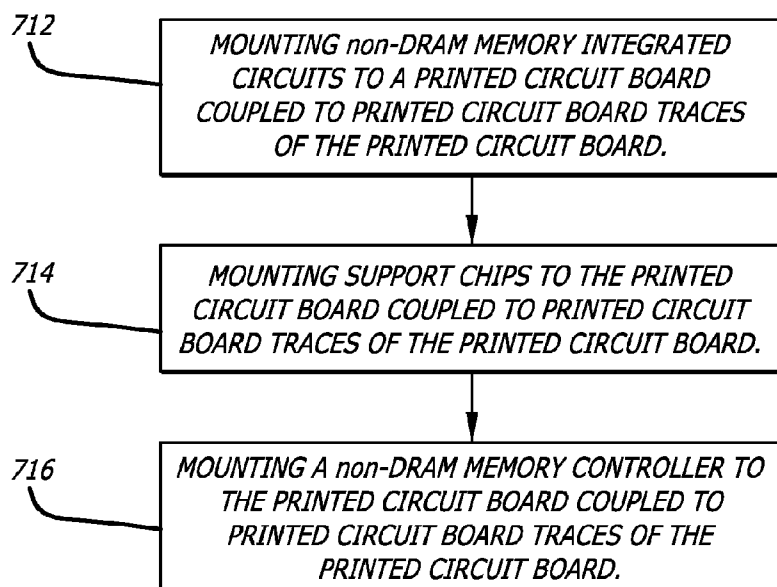 712
MOUNTING non-DRAM MEMORY INTEGRATED
CIRCUITS TO A PRINTED CIRCUIT BOARD
COUPLED TO PRINTED CIRCUIT BOARD TRACES
OF THE PRINTED CIRCUIT BOARD.
714
MOUNTING SUPPORT CHIPS TO THE PRINTED
CIRCUIT BOARD COUPLED TO PRINTED CIRCUIT
BOARD TRACES OF THE PRINTED CIRCUIT BOARD.
716
MOUNTING A non-DRAM MEMORY CONTROLLER TO
THE PRINTED CIRCUIT BOARD COUPLED TO
PRINTED CIRCUIT BOARD TRACES OF THE
PRINTED CIRCUIT BOARD.